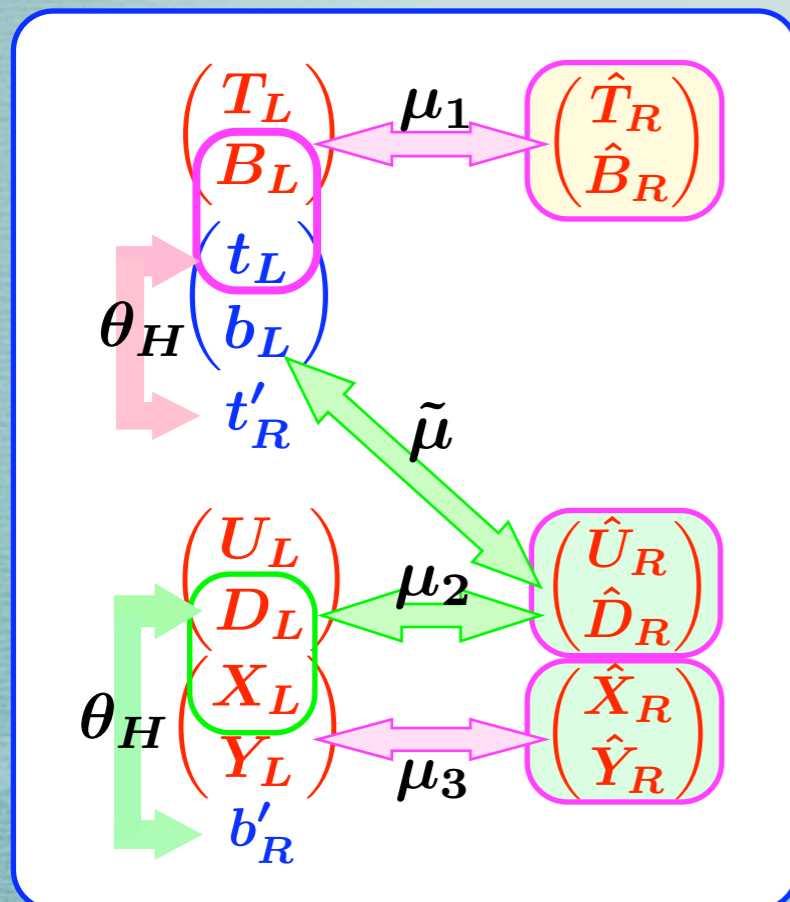 T_L μ_1 T̂_R
B_L B̂_R
t_L
θ_H b_L
t'_R μ̃
U_L Û_R
D_L μ_2 D̂_R
θ_H X_L X̂_R
Y_L μ_3 Ŷ_R
b'_R